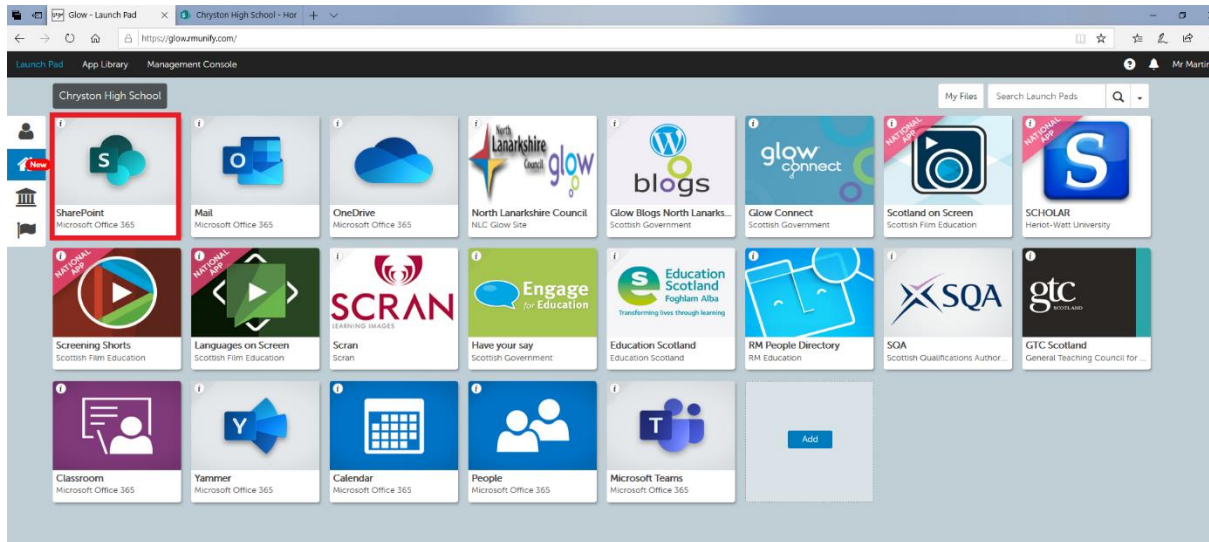 Glow - Launch Pad
Chryston High School - Hor
https://glow.rmunify.com/
Launch Pad App Library Management Console
Mr Martin
Chryston High School
My Files Search Launch Pads
New
S
SharePoint
Microsoft Office 365
O
Mail
Microsoft Office 365
OneDrive
Microsoft Office 365
North
Lanarkshire
Council
glow
North Lanarkshire Council
NLC Glow Site
blogs
Glow Blogs North Lanarks...
Scottish Government
glow
connect
Glow Connect
Scottish Government
NATIONAL
APP
Scotland on Screen
Scottish Film Education
NATIONAL
APP
S
SCHOLAR
Heriot-Watt University
NATIONAL
APP
Screening Shorts
Scottish Film Education
NATIONAL
APP
Languages on Screen
Scottish Film Education
SCRAN
LEARNING IMAGES
Scran
Scran
Engage
for Education
Have your say
Scottish Government
Education
Scotland
Foghlam Alba
Transforming lives through learning
Education Scotland
Education Scotland
RM People Directory
RM Education
SQA
SQA
Scottish Qualifications Author...
gtc
SCOTLAND
GTC Scotland
General Teaching Council for ...
Classroom
Microsoft Office 365
Y
Yammer
Microsoft Office 365
Calendar
Microsoft Office 365
People
Microsoft Office 365
T
Microsoft Teams
Microsoft Office 365
Add